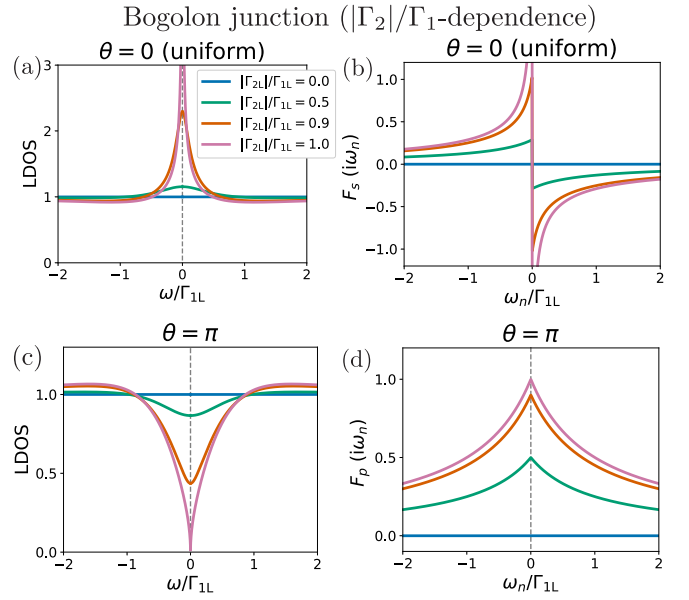 Bogolon junction (|Γ₂|/Γ₁-dependence)
(a)
θ = 0 (uniform)
LDOS
3
2
1
0
−2
−1
0
1
2
ω/Γ₁L
|Γ₂L|/Γ₁L = 0.0
|Γ₂L|/Γ₁L = 0.5
|Γ₂L|/Γ₁L = 0.9
|Γ₂L|/Γ₁L = 1.0
(b)
θ = 0 (uniform)
Fₛ (iωₙ)
1.0
0.5
0.0
−0.5
−1.0
−2
−1
0
1
2
ωₙ/Γ₁L
(c)
θ = π
LDOS
1.0
0.5
0.0
−2
−1
0
1
2
ω/Γ₁L
(d)
θ = π
Fₚ (iωₙ)
1.0
0.5
0.0
−2
−1
0
1
2
ωₙ/Γ₁L